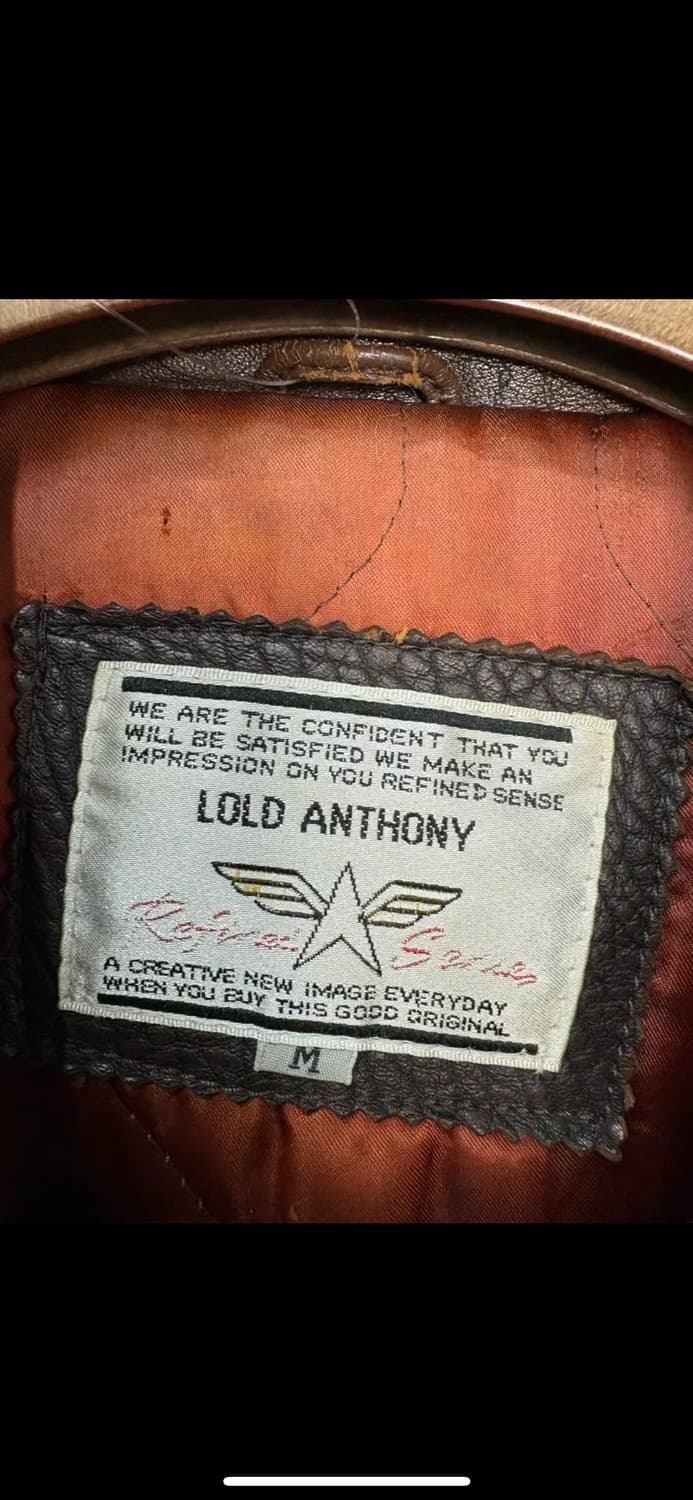 WE ARE THE CONFIDENT THAT YOU
WILL BE SATISFIED WE MAKE AN
IMPRESSION ON YOU REFINED SENSE
LOLD ANTHONY
A CREATIVE NEW IMAGE EVERYDAY
WHEN YOU BUY THIS GOOD ORIGINAL
M